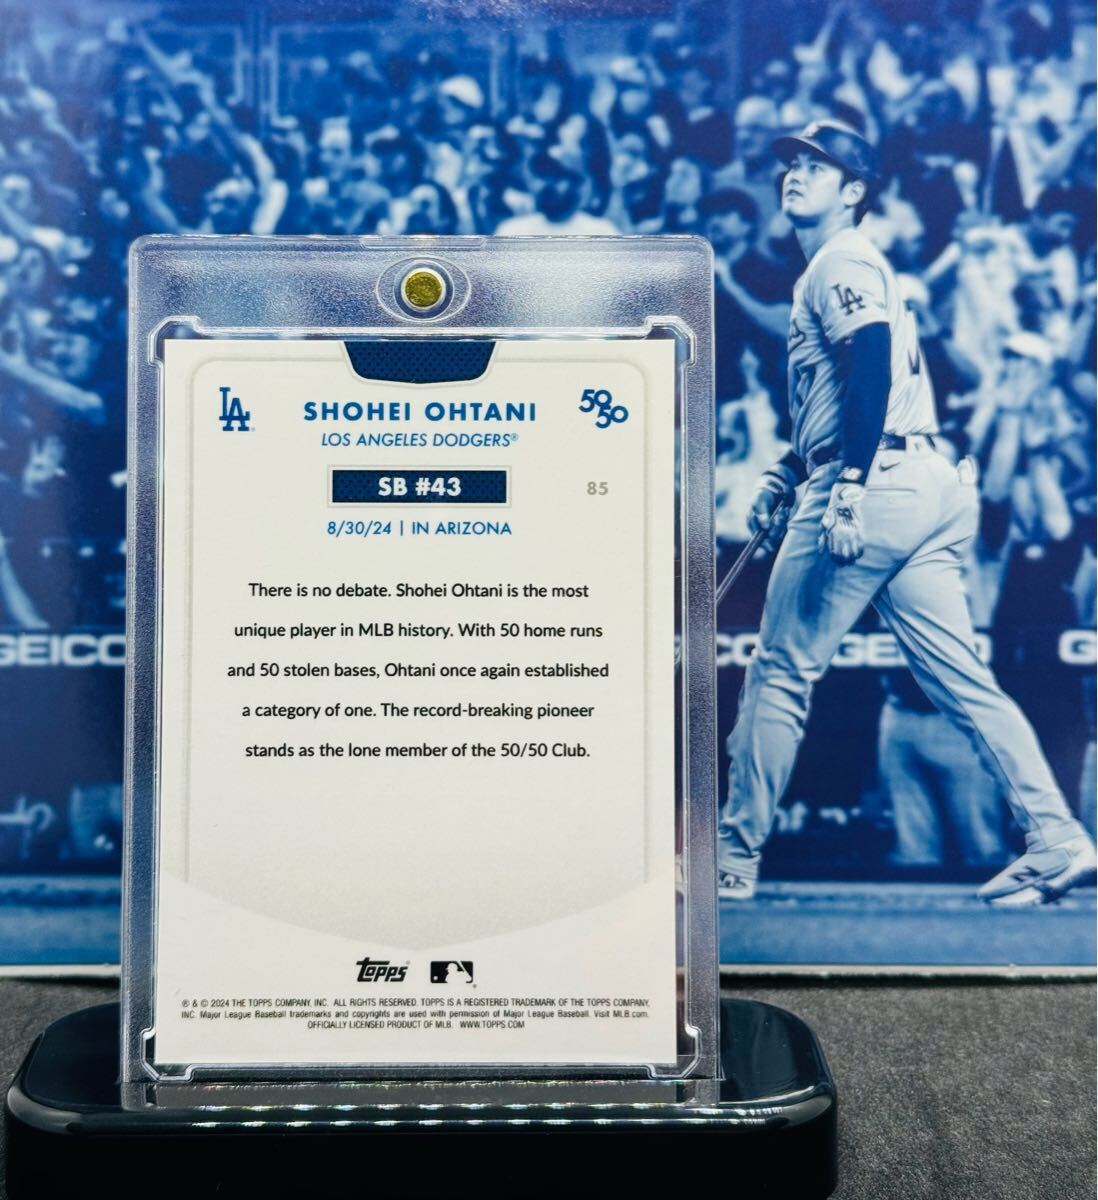 LA
SHOHEI OHTANI
50
50
LOS ANGELES DODGERS®
SB #43
85
8/30/24 | IN ARIZONA
There is no debate. Shohei Ohtani is the most
unique player in MLB history. With 50 home runs
and 50 stolen bases, Ohtani once again established
a category of one. The record-breaking pioneer
stands as the lone member of the 50/50 Club.
Topps
® & © 2024 THE TOPPS COMPANY, INC. ALL RIGHTS RESERVED. TOPPS IS A REGISTERED TRADEMARK OF THE TOPPS COMPANY,
INC. Major League Baseball trademarks and copyrights are used with permission of Major League Baseball. Visit MLB.com.
OFFICIALLY LICENSED PRODUCT OF MLB. WWW.TOPPS.COM
LA
GEICO